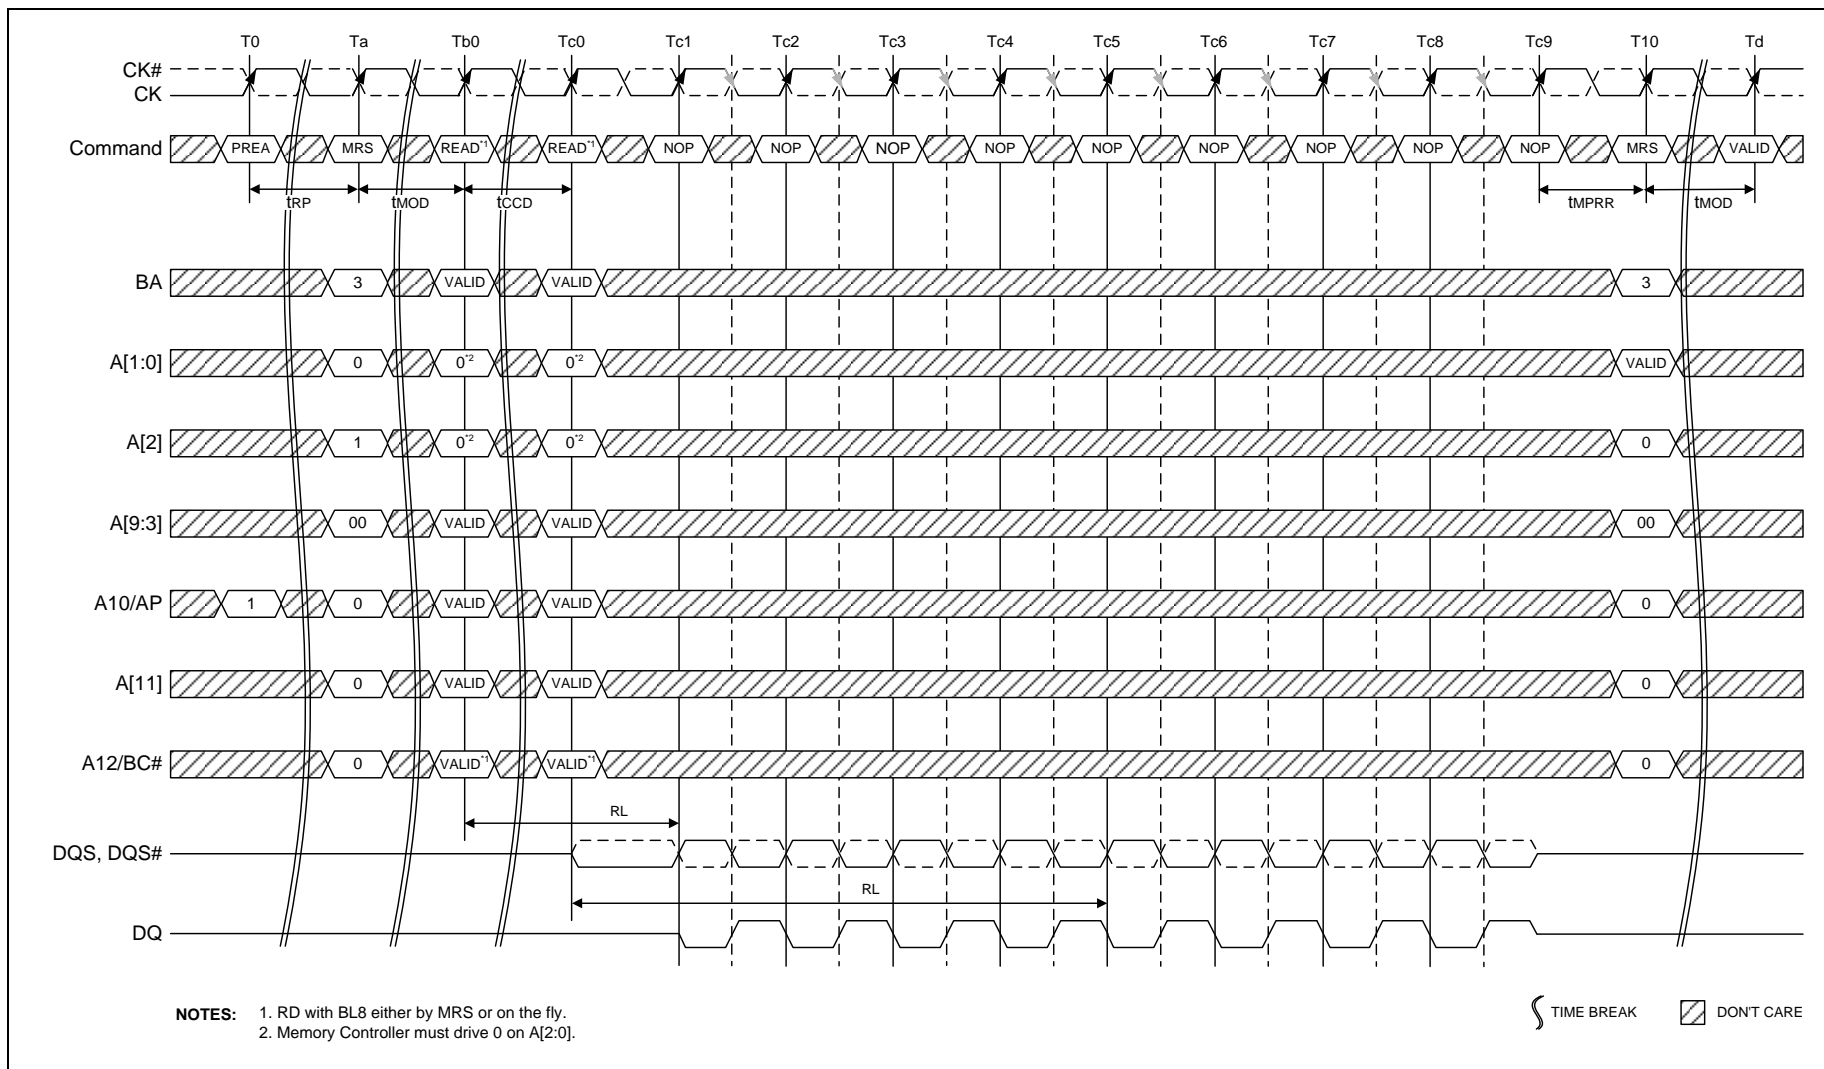 T0 Ta Tb0 Tc0 Tc1 Tc2 Tc3 Tc4 Tc5 Tc6 Tc7 Tc8 Tc9 T10 Td
CK#
CK
Command PREA MRS READ*1 READ*1 NOP NOP NOP NOP NOP NOP NOP NOP NOP MRS VALID
tRP tMOD tCCD tMPRR tMOD
BA 3 VALID VALID 3
A[1:0] 0 0*2 0*2 VALID
A[2] 1 0*2 0*2 0
A[9:3] 00 VALID VALID 00
A10/AP 1 0 VALID VALID 0
A[11] 0 VALID VALID 0
A12/BC# 0 VALID*1 VALID*1 0
RL
DQS, DQS#
RL
DQ
NOTES: 1. RD with BL8 either by MRS or on the fly.
2. Memory Controller must drive 0 on A[2:0].
TIME BREAK DON'T CARE